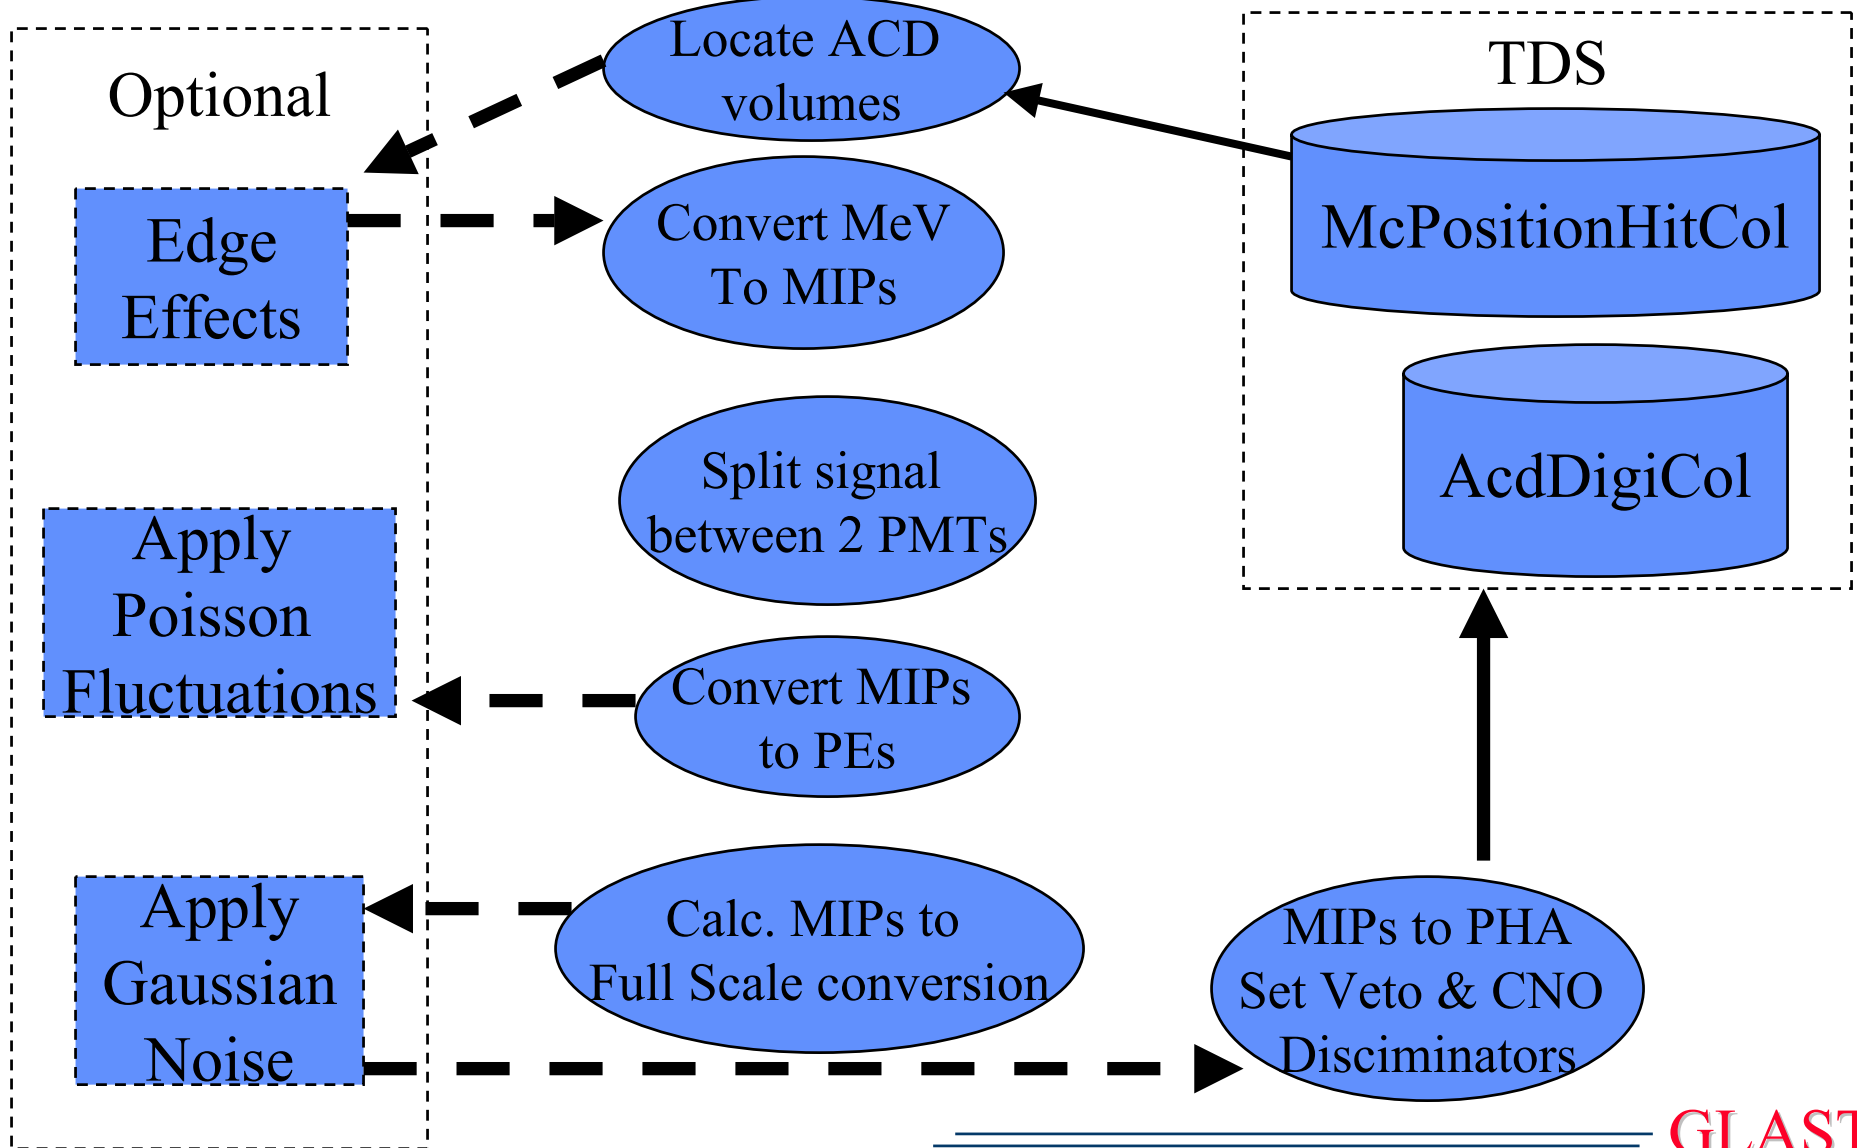 Optional
Edge
Effects
Apply
Poisson
Fluctuations
Apply
Gaussian
Noise
Locate ACD
volumes
Convert MeV
To MIPs
Split signal
between 2 PMTs
Convert MIPs
to PEs
Calc. MIPs to
Full Scale conversion
TDS
McPositionHitCol
AcdDigiCol
MIPs to PHA
Set Veto & CNO
Disciminators
GLAST